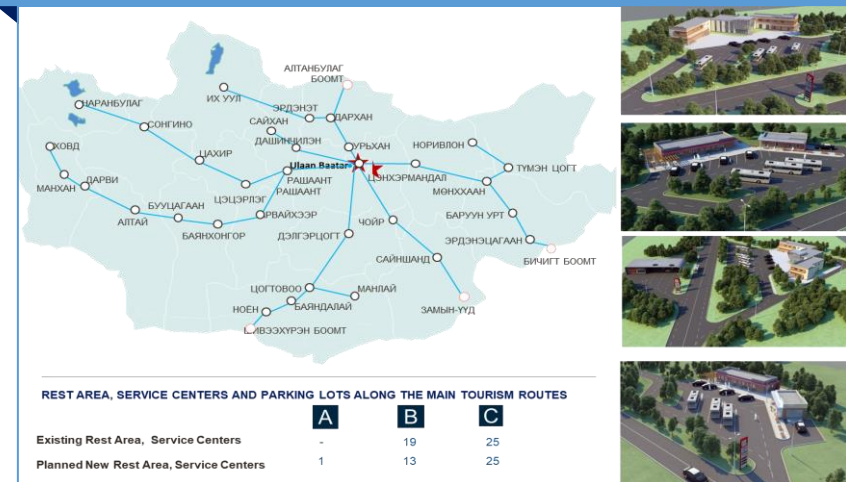 АЛТАНБУЛАГ
БООМТ
ИХ УУЛ
НАРАНБУЛАГ
ЭРДЭНЭТ
ДАРХАН
СОНГИНО
САЙХАН
ДАШИНЧИЛЭН
УРЬХАН
НОРИВЛОН
ХОВД
ЦАХИР
Ulaan Baatar
ТҮМЭН ЦОГТ
РАШААНТ
ЦЭНХЭРМАНДАЛ
МАНХАН
ДАРВИ
ЦЭЦЭРЛЭГ
РАШААНТ
МӨНХХААН
БУУЦАГААН
АРВАЙХЭЭР
БАРУУН УРТ
АЛТАЙ
ЧОЙР
БАЯНХОНГОР
ДЭЛГЭРЦОГТ
ЭРДЭНЭЦАГААН
САЙНШАНД
БИЧИГТ БООМТ
ЦОГТОВОО
МАНЛАЙ
НОЁН
БАЯНДАЛАЙ
ЗАМЫН-ҮҮД
ШИВЭЭХҮРЭН БООМТ
REST AREA, SERVICE CENTERS AND PARKING LOTS ALONG THE MAIN TOURISM ROUTES
A B C
Existing Rest Area, Service Centers - 19 25
Planned New Rest Area, Service Centers 1 13 25